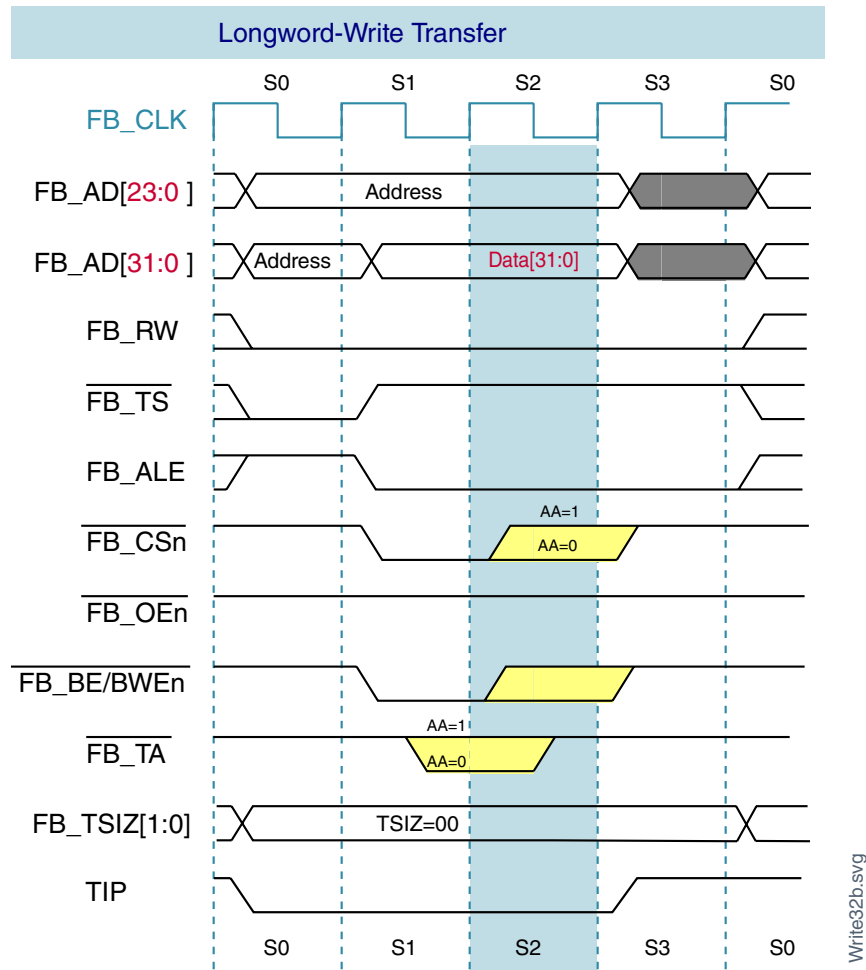 Longword-Write Transfer
S0 S1 S2 S3 S0
FB_CLK
FB_AD[23:0 ] Address
FB_AD[31:0 ] Address Data[31:0]
FB_RW
FB_TS
FB_ALE
AA=1
FB_CSn AA=0
FB_OEn
FB_BE/BWEn
AA=1
FB_TA AA=0
FB_TSIZ[1:0] TSIZ=00
TIP
S0 S1 S2 S3 S0
Write32b.svg